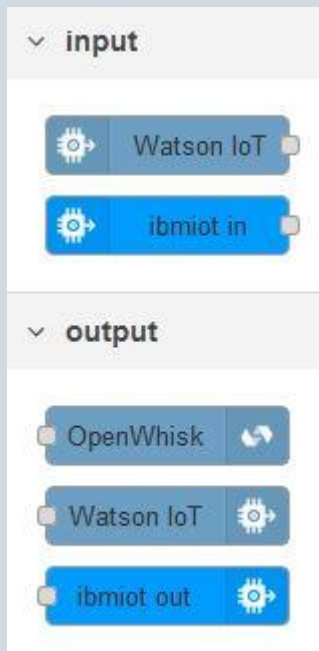 input
Watson IoT
ibmiot in
output
OpenWhisk
Watson IoT
ibmiot out